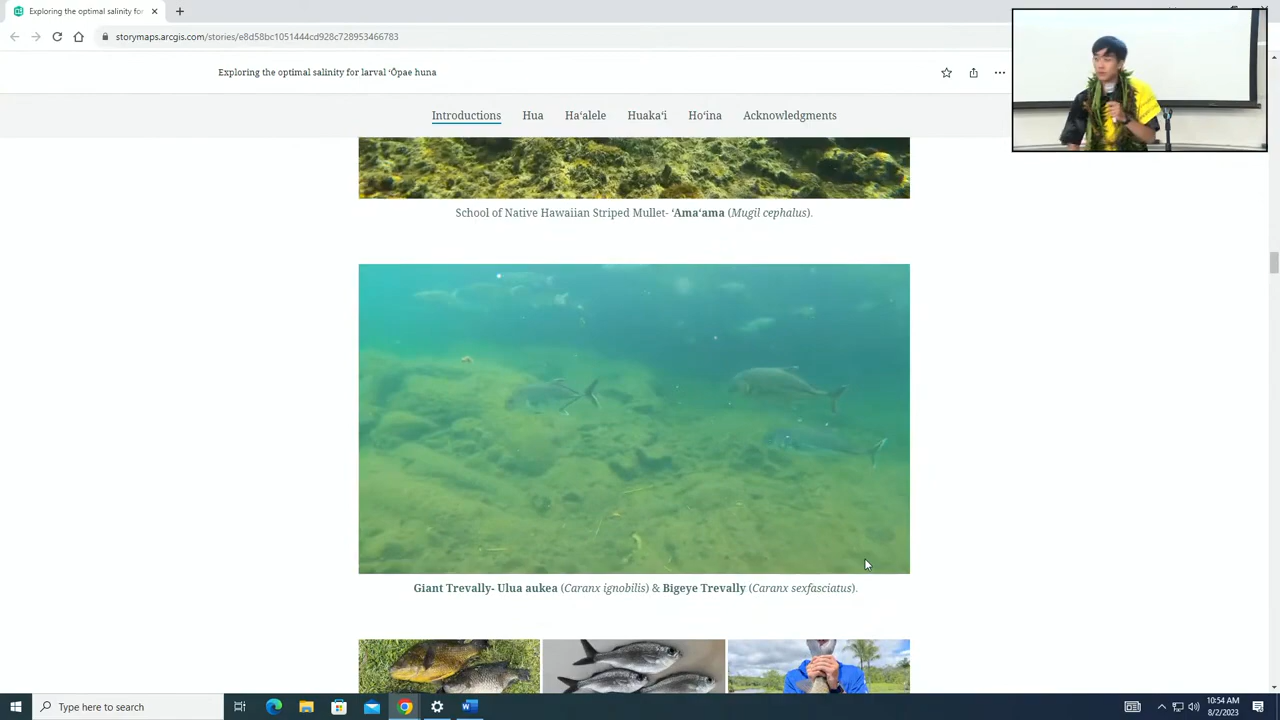 Exploring the optimal salinity for
storymaps.arcgis.com/stories/e8d58bc1051444cd928c728953466783
Exploring the optimal salinity for larval ʻŌpae huna
Introductions Hua Haʻalele Huakaʻi Hoʻina Acknowledgments
School of Native Hawaiian Striped Mullet- ʻAmaʻama (Mugil cephalus).
Giant Trevally- Ulua aukea (Caranx ignobilis) & Bigeye Trevally (Caranx sexfasciatus).
Type here to search
10:54 AM
8/2/2023